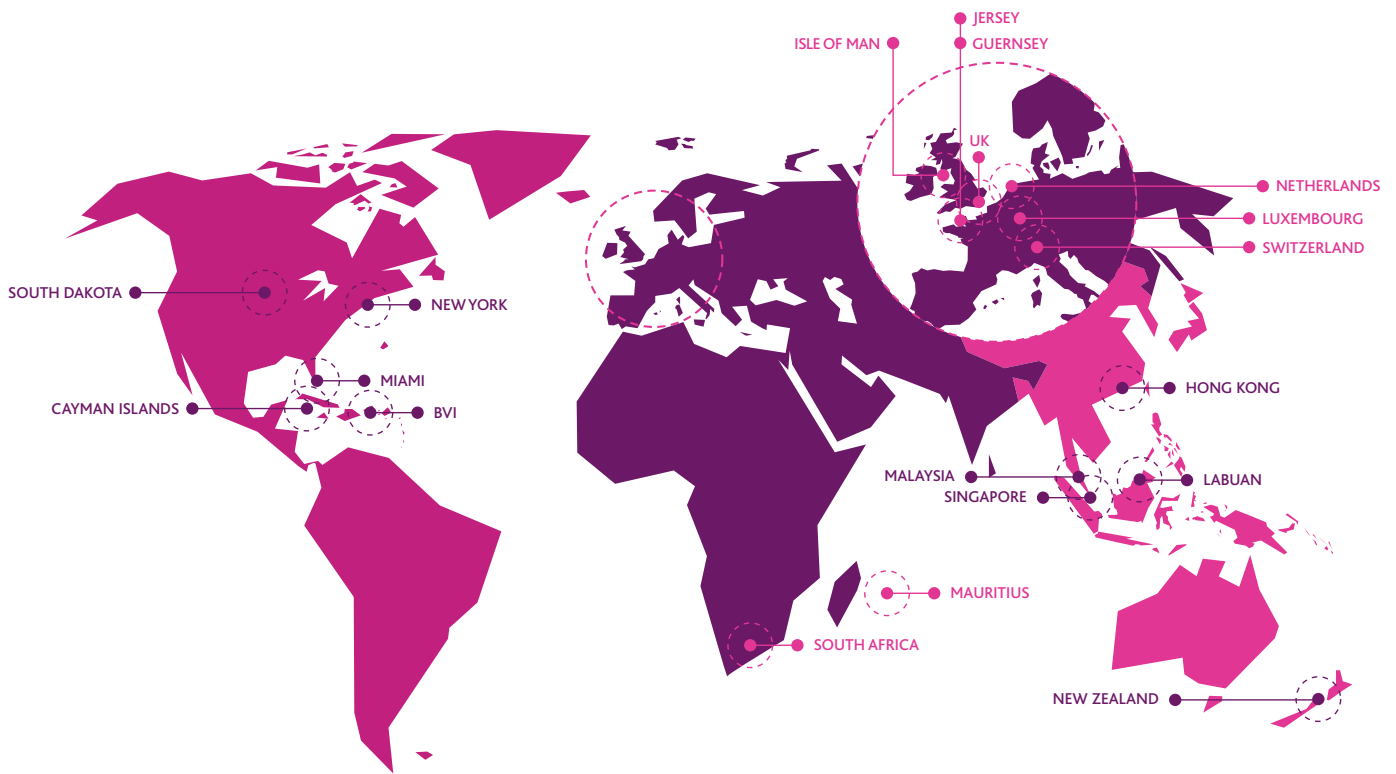 JERSEY
ISLE OF MAN
GUERNSEY
UK
NETHERLANDS
LUXEMBOURG
SWITZERLAND
SOUTH DAKOTA
NEW YORK
MIAMI
CAYMAN ISLANDS
BVI
HONG KONG
MALAYSIA
LABUAN
SINGAPORE
MAURITIUS
SOUTH AFRICA
NEW ZEALAND